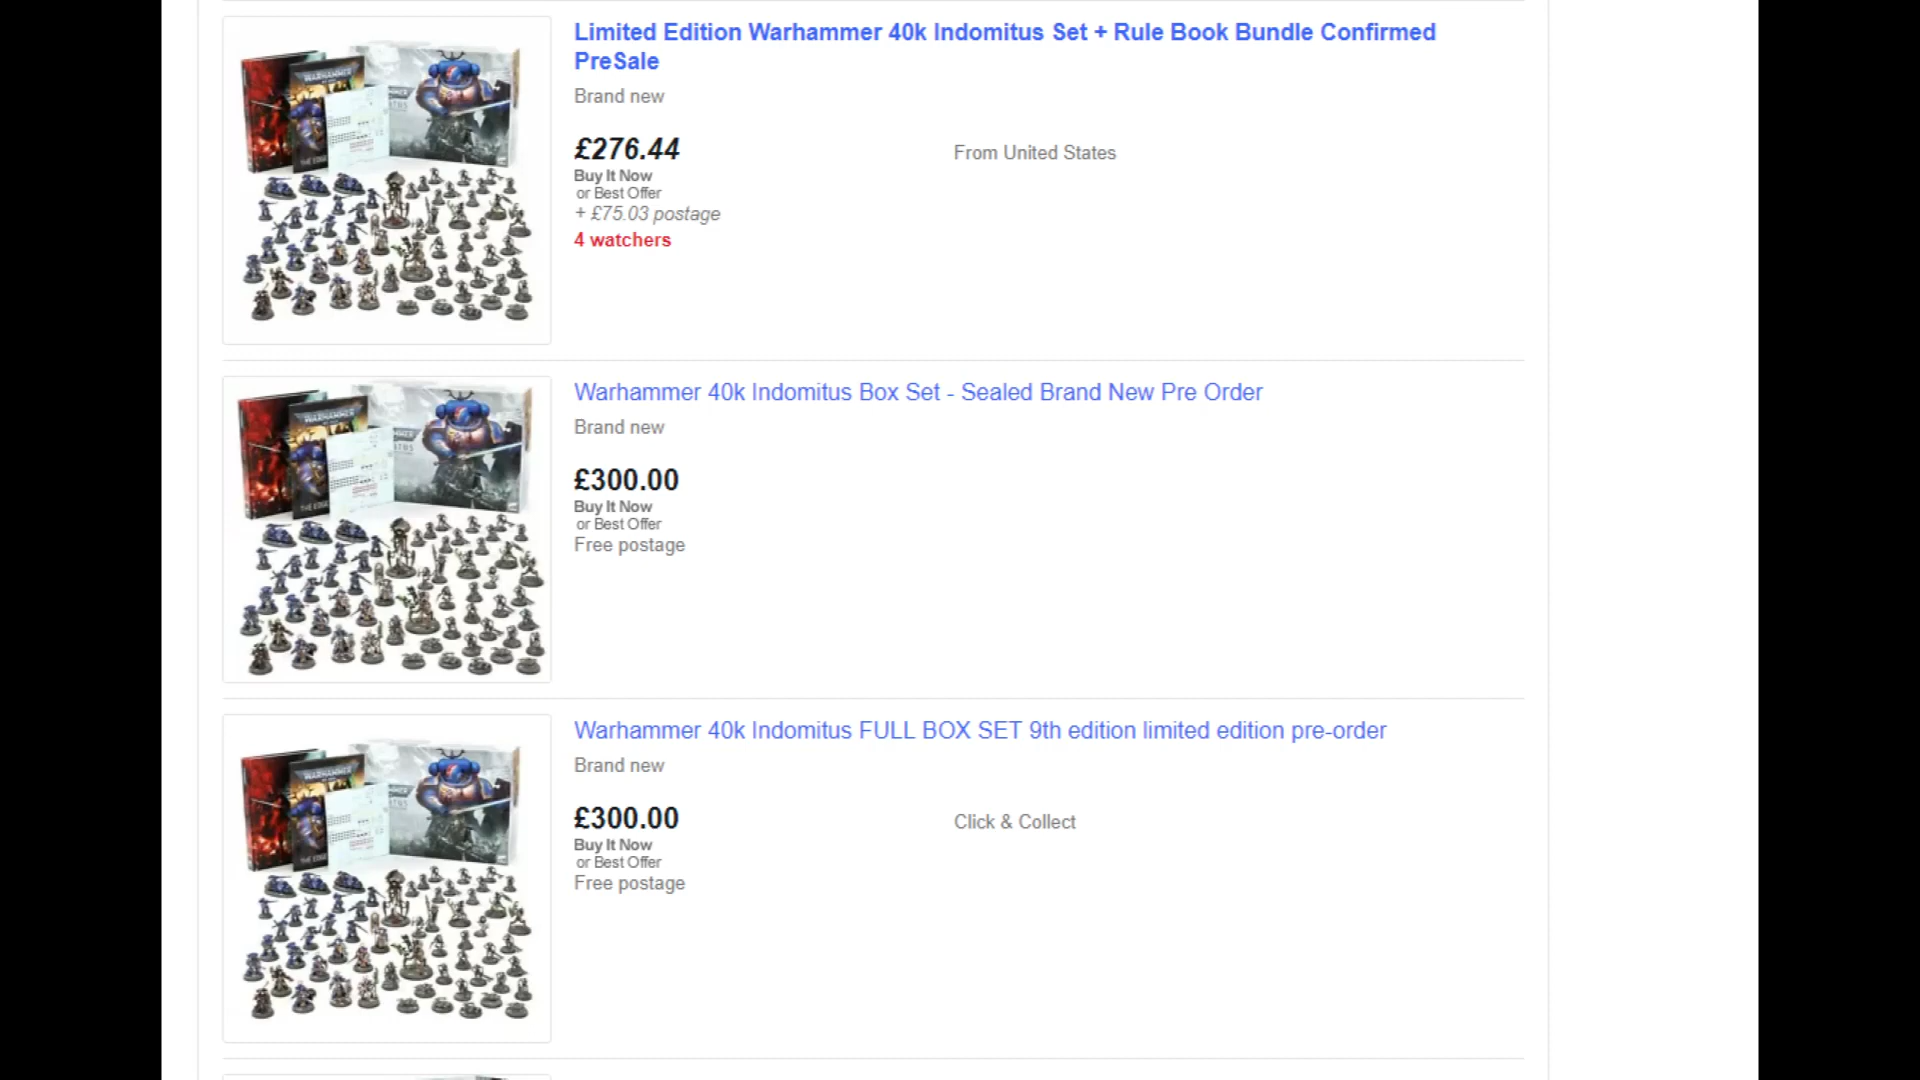 Limited Edition Warhammer 40k Indomitus Set + Rule Book Bundle Confirmed
PreSale
Brand new
£276.44
From United States
Buy It Now
or Best Offer
+ £75.03 postage
4 watchers
WARHAMMER
Warhammer 40k Indomitus Box Set - Sealed Brand New Pre Order
Brand new
£300.00
Buy It Now
or Best Offer
Free postage
WARHAMMER
Warhammer 40k Indomitus FULL BOX SET 9th edition limited edition pre-order
Brand new
£300.00
Click & Collect
Buy It Now
or Best Offer
Free postage
WARHAMMER